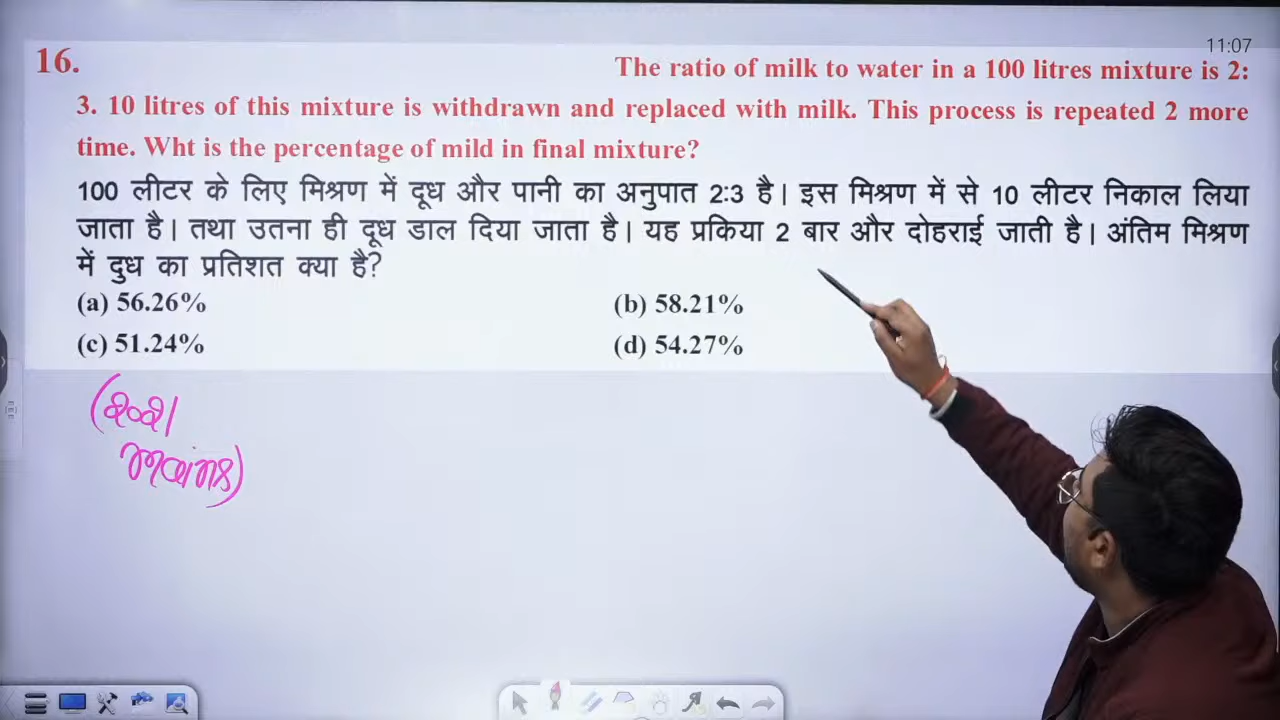 11:07
16.
The ratio of milk to water in a 100 litres mixture is 2:
3. 10 litres of this mixture is withdrawn and replaced with milk. This process is repeated 2 more
time. Wht is the percentage of mild in final mixture?
100 लीटर के लिए मिश्रण में दूध और पानी का अनुपात 2:3 है। इस मिश्रण में से 10 लीटर निकाल लिया
जाता है। तथा उतना ही दूध डाल दिया जाता है। यह प्रकिया 2 बार और दोहराई जाती है। अंतिम मिश्रण
में दुध का प्रतिशत क्या है?
(a) 56.26% (b) 58.21%
(c) 51.24% (d) 54.27%
(2021
mains)